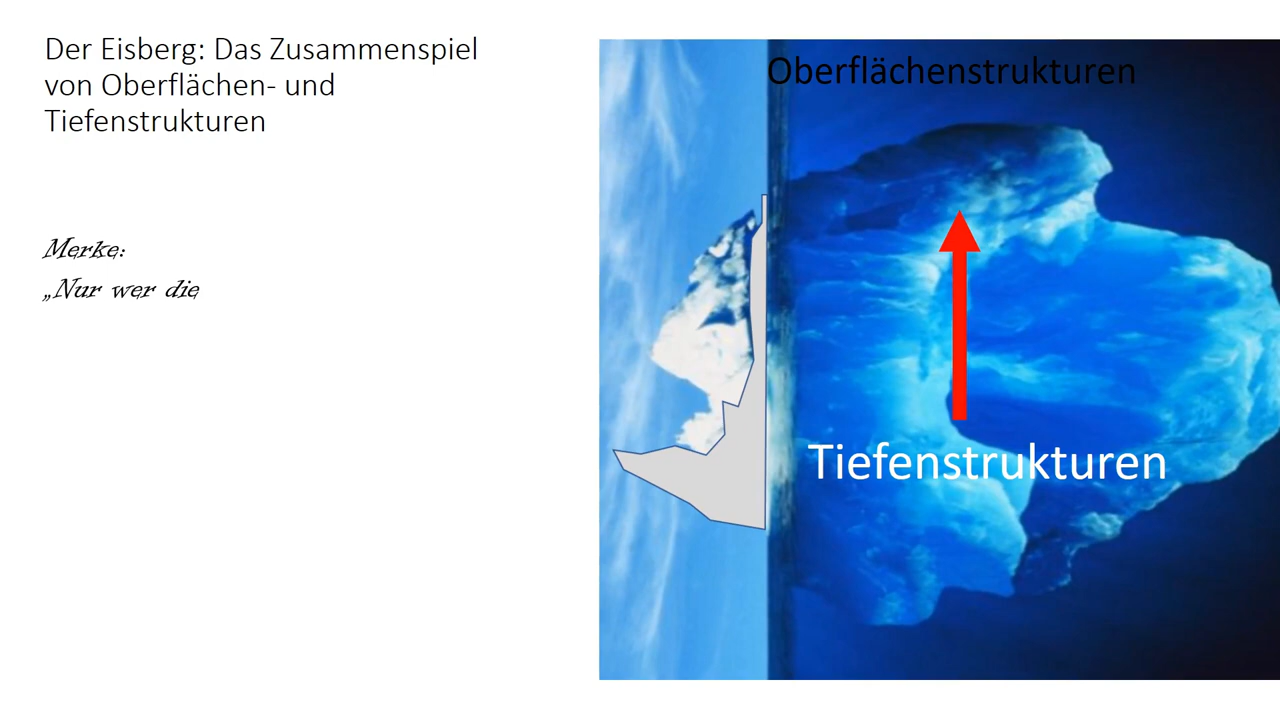 Der Eisberg: Das Zusammenspiel
von Oberflächen- und
Tiefenstrukturen
Merke:
„Nur wer die
Oberflächenstrukturen
Tiefenstrukturen